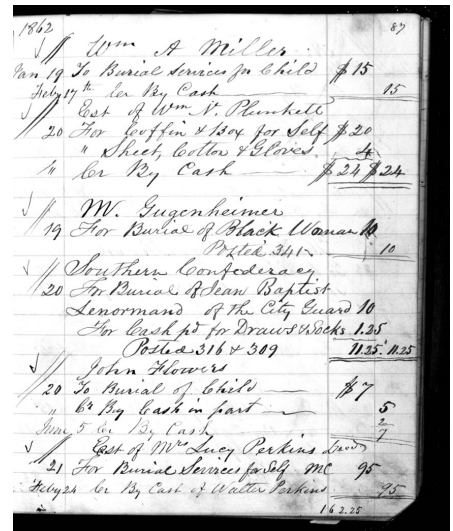 1862 87
// Wm A Miller
Jan 19 To Burial Services for Child $15
Feby 17th Cr By Cash 15
// Est of Wm N. Plunkett
20 For Coffin & Box for Self $20
" Sheet, Cotton & Gloves 4
" Cr By Cash $24 $24
// M. Gugenheimer
19 For Burial of Black Woman 10
Posted 341 10
// Southern Confederacy
20 For Burial of Jean Baptist
Lenormand of the City Guard 10
For Cash pd for Draws & Socks 1.25
Posted 316 & 309 11.25 11.25
// John Flowers
20 To Burial of Child $7
" Cr By Cash in part 5
June 5 Cr By Cash 2
7
// Est of Mrs Lucy Perkins Decd
21 For Burial Services for Self MC 95
Feby 24 Cr By Cash of Walter Perkins 95
162.25